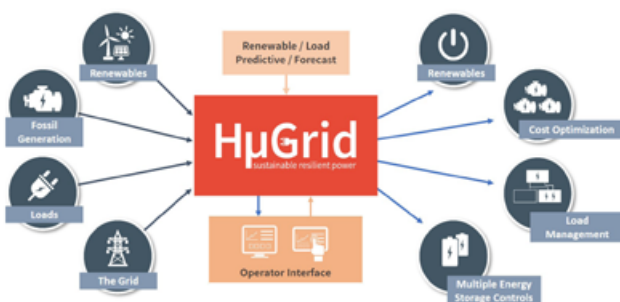 Renewable / Load
Predictive / Forecast
Renewables
Fossil
Generation
Loads
The Grid
HμGrid
sustainable resilient power
Operator Interface
Renewables
Cost Optimization
Load
Management
Multiple Energy
Storage Controls